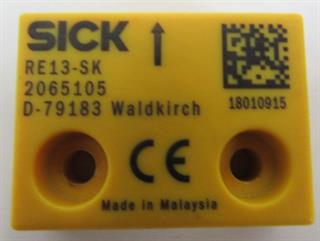 SICK
RE13-SK
2065105
D-79183 Waldkirch
18010915
CE
Made in Malaysia